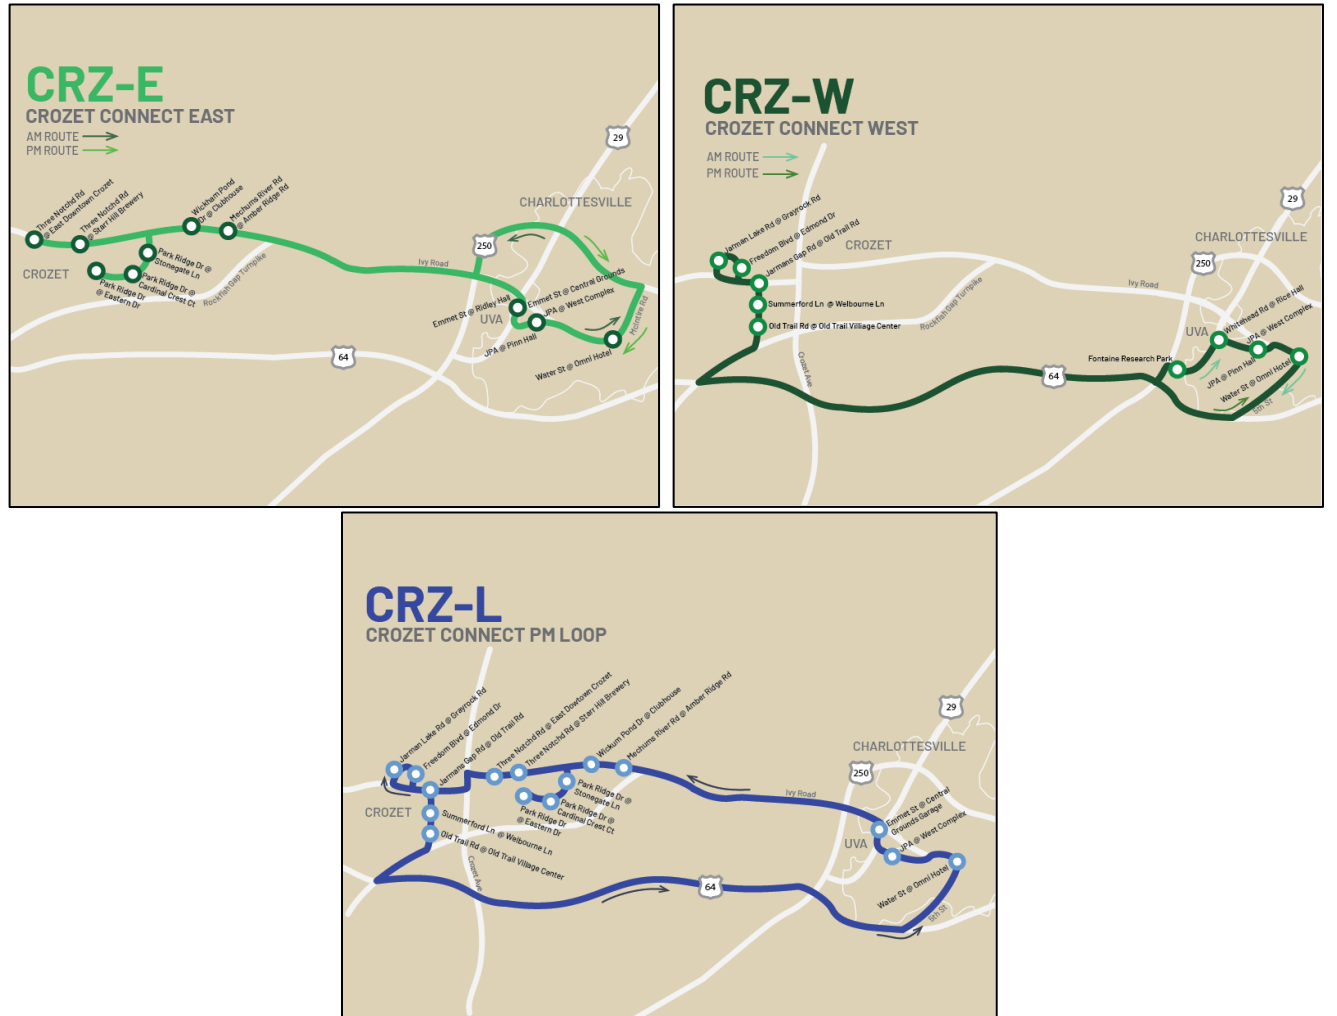 CRZ-E
CROZET CONNECT EAST
AM ROUTE
PM ROUTE
29
CHARLOTTESVILLE
Three Notchd Rd
@ East Downtown Crozet
Three Notchd Rd
@ Starr Hill Brewery
Wickham Pond
Dr @ Clubhouse
Mechums River Rd
@ Amber Ridge Rd
250
CROZET
Park Ridge Dr @
Stonegate Ln
Park Ridge Dr @
Cardinal Crest Ct
Park Ridge Dr
@ Eastern Dr
Rockfish Gap Turnpike
Ivy Road
Emmet St @ Ridley Hall
Emmet St @ Central Grounds
JPA @ West Complex
UVA
JPA @ Pinn Hall
McIntire Rd
Water St @ Omni Hotel
64
CRZ-W
CROZET CONNECT WEST
AM ROUTE
PM ROUTE
29
CHARLOTTESVILLE
250
Jarman Lake Rd @ Grayrock Rd
Freedom Blvd @ Edmond Dr
Jarmans Gap Rd @ Old Trail Rd
CROZET
Summerford Ln @ Welbourne Ln
Old Trail Rd @ Old Trail Villiage Center
Rockfish Gap Turnpike
Ivy Road
Crozet Ave
UVA
Whitehead Rd @ Rice Hall
JPA @ West Complex
Fontaine Research Park
JPA @ Pinn Hall
Water St @ Omni Hotel
5th St
64
CRZ-L
CROZET CONNECT PM LOOP
29
CHARLOTTESVILLE
250
Jarman Lake Rd @ Grayrock Rd
Freedom Blvd @ Edmond Dr
Jarmans Gap Rd @ Old Trail Rd
Three Notchd Rd @ East Dowtown Crozet
Three Notchd Rd @ Starr Hill Brewery
Wickum Pond Dr @ Clubhouse
Mechums River Rd @ Amber Ridge Rd
CROZET
Park Ridge Dr @
Stonegate Ln
Park Ridge Dr @
Cardinal Crest Ct
Park Ridge Dr
@ Eastern Dr
Summerford Ln @ Welbourne Ln
Old Trail Rd @ Old Trail Village Center
Crozet Ave
Ivy Road
Emmet St @ Central
Grounds Garage
UVA
JPA @ West Complex
Water St @ Omni Hotel
5th St
64